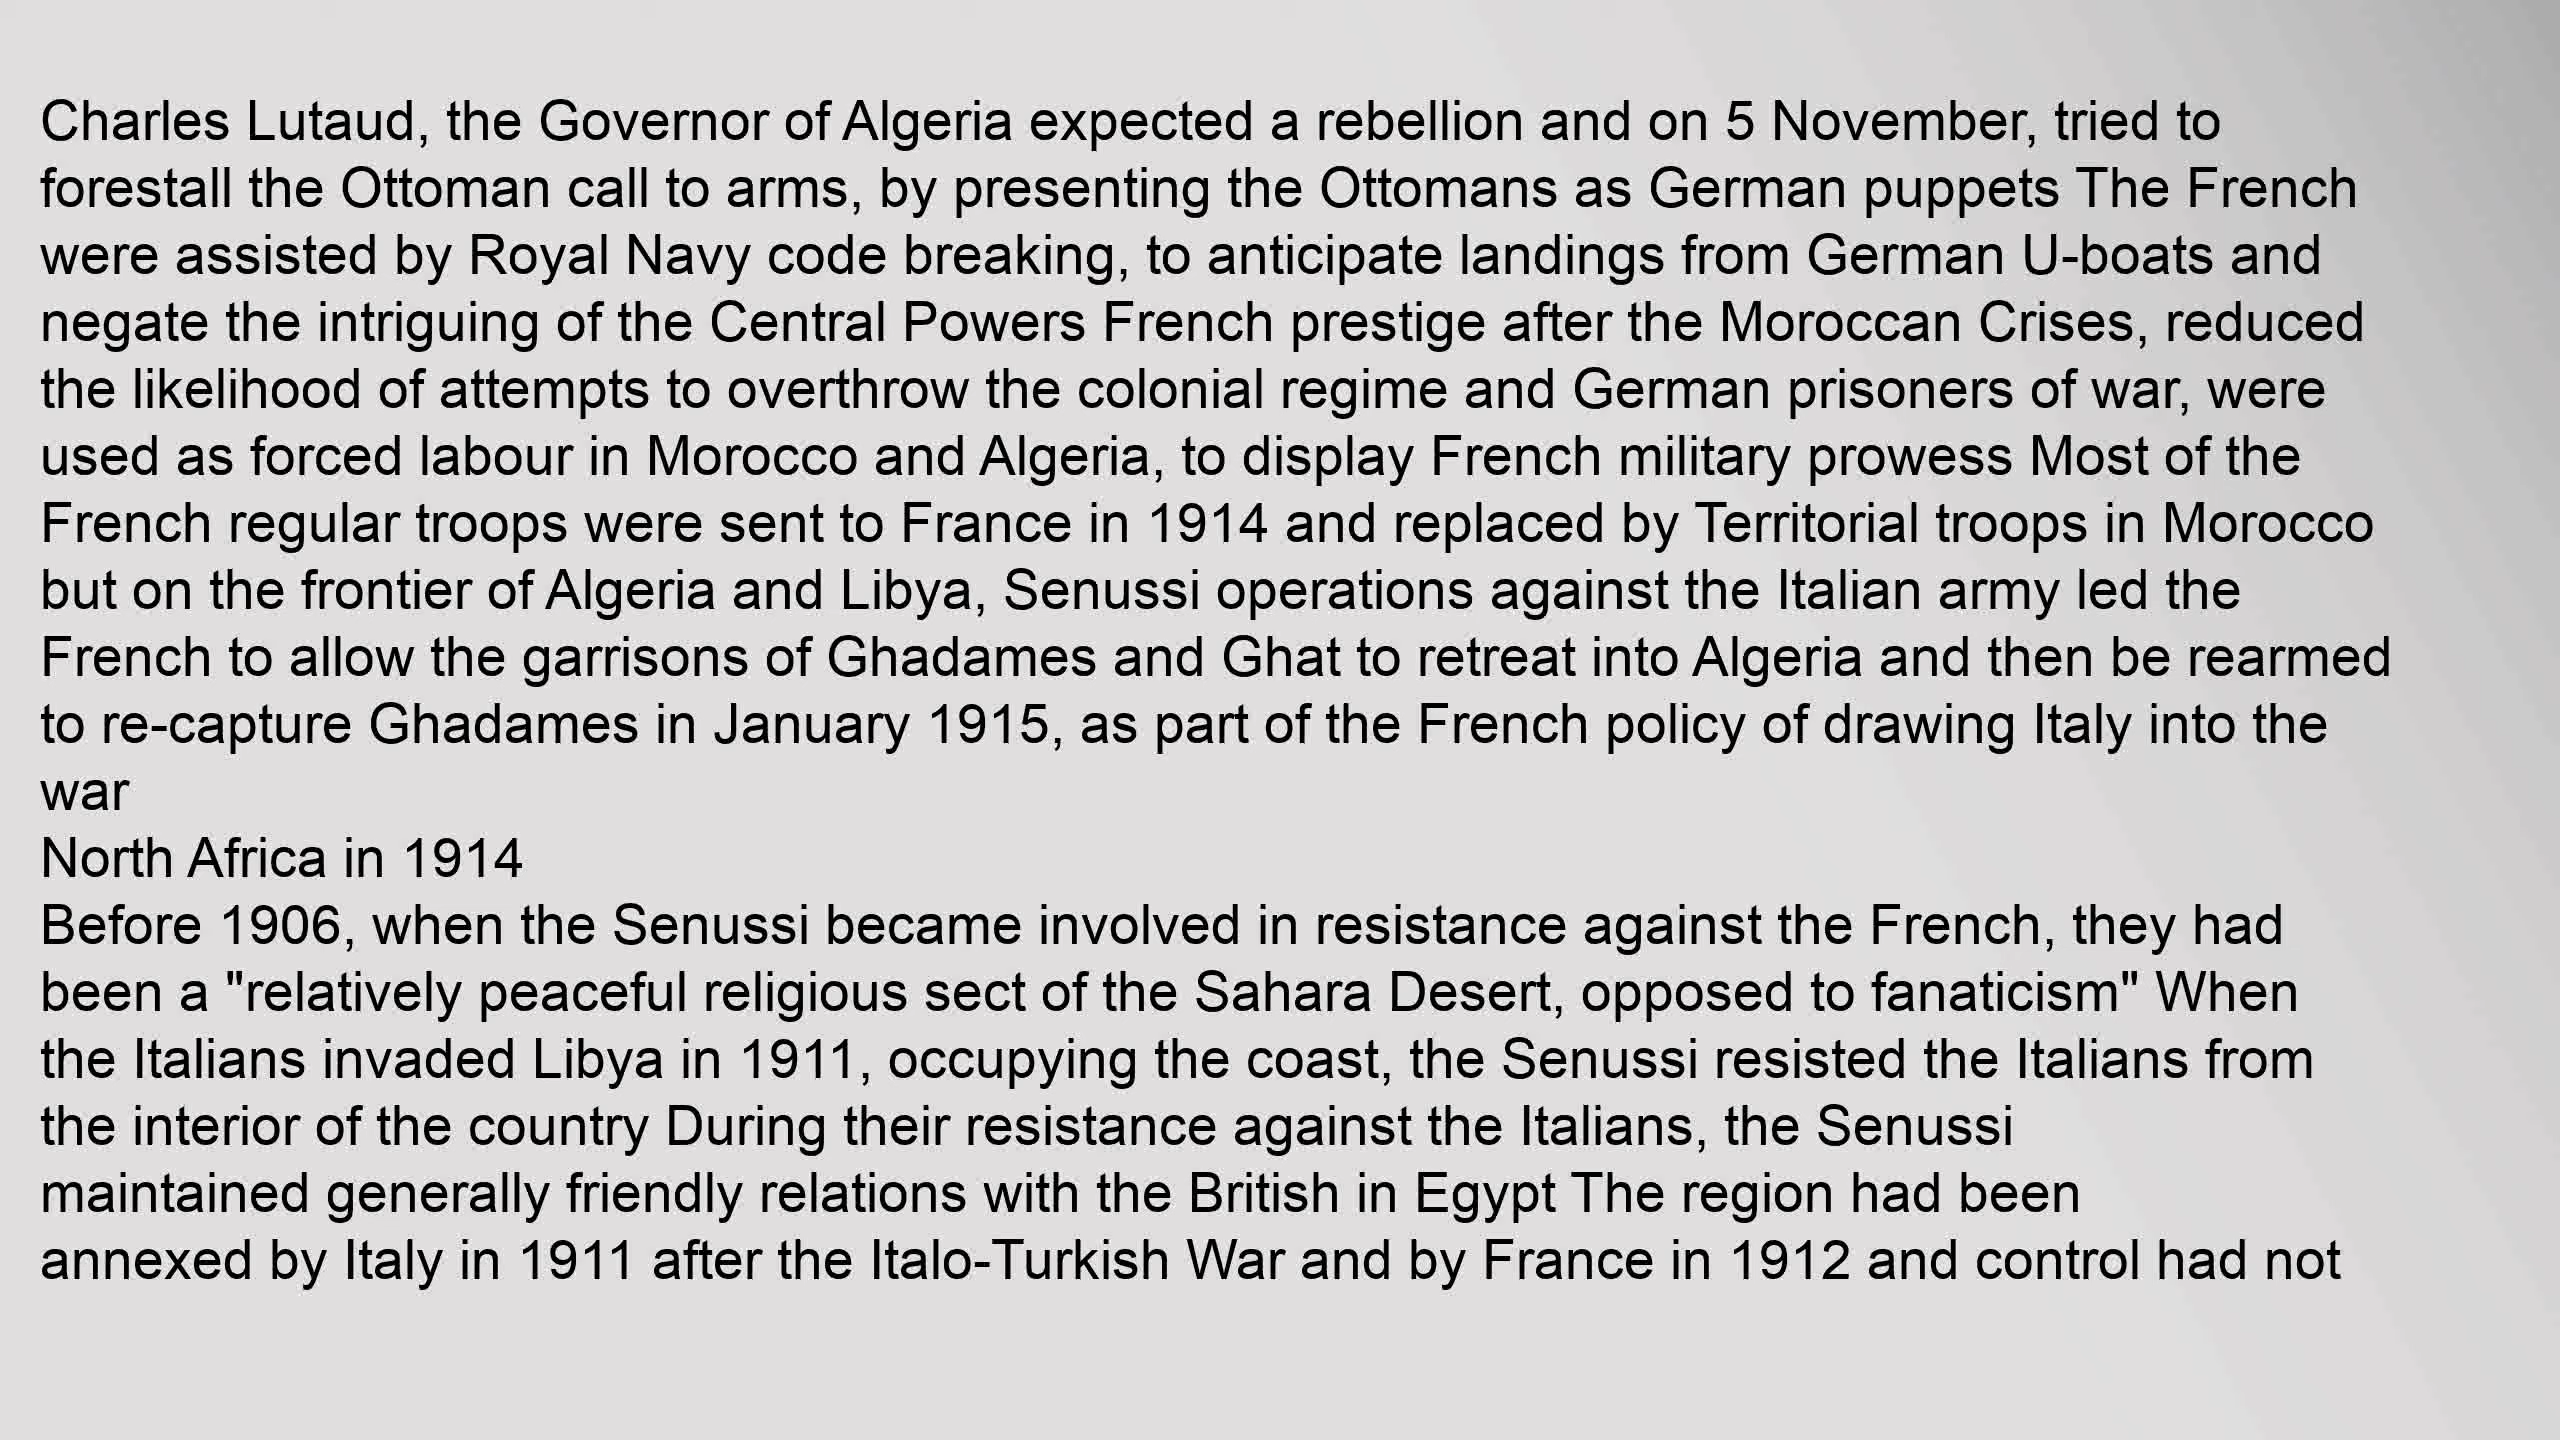 Charles Lutaud, the Governor of Algeria expected a rebellion and on 5 November, tried to
forestall the Ottoman call to arms, by presenting the Ottomans as German puppets The French
were assisted by Royal Navy code breaking, to anticipate landings from German U-boats and
negate the intriguing of the Central Powers French prestige after the Moroccan Crises, reduced
the likelihood of attempts to overthrow the colonial regime and German prisoners of war, were
used as forced labour in Morocco and Algeria, to display French military prowess Most of the
French regular troops were sent to France in 1914 and replaced by Territorial troops in Morocco
but on the frontier of Algeria and Libya, Senussi operations against the Italian army led the
French to allow the garrisons of Ghadames and Ghat to retreat into Algeria and then be rearmed
to re-capture Ghadames in January 1915, as part of the French policy of drawing Italy into the
war
North Africa in 1914
Before 1906, when the Senussi became involved in resistance against the French, they had
been a "relatively peaceful religious sect of the Sahara Desert, opposed to fanaticism" When
the Italians invaded Libya in 1911, occupying the coast, the Senussi resisted the Italians from
the interior of the country During their resistance against the Italians, the Senussi
maintained generally friendly relations with the British in Egypt The region had been
annexed by Italy in 1911 after the Italo-Turkish War and by France in 1912 and control had not